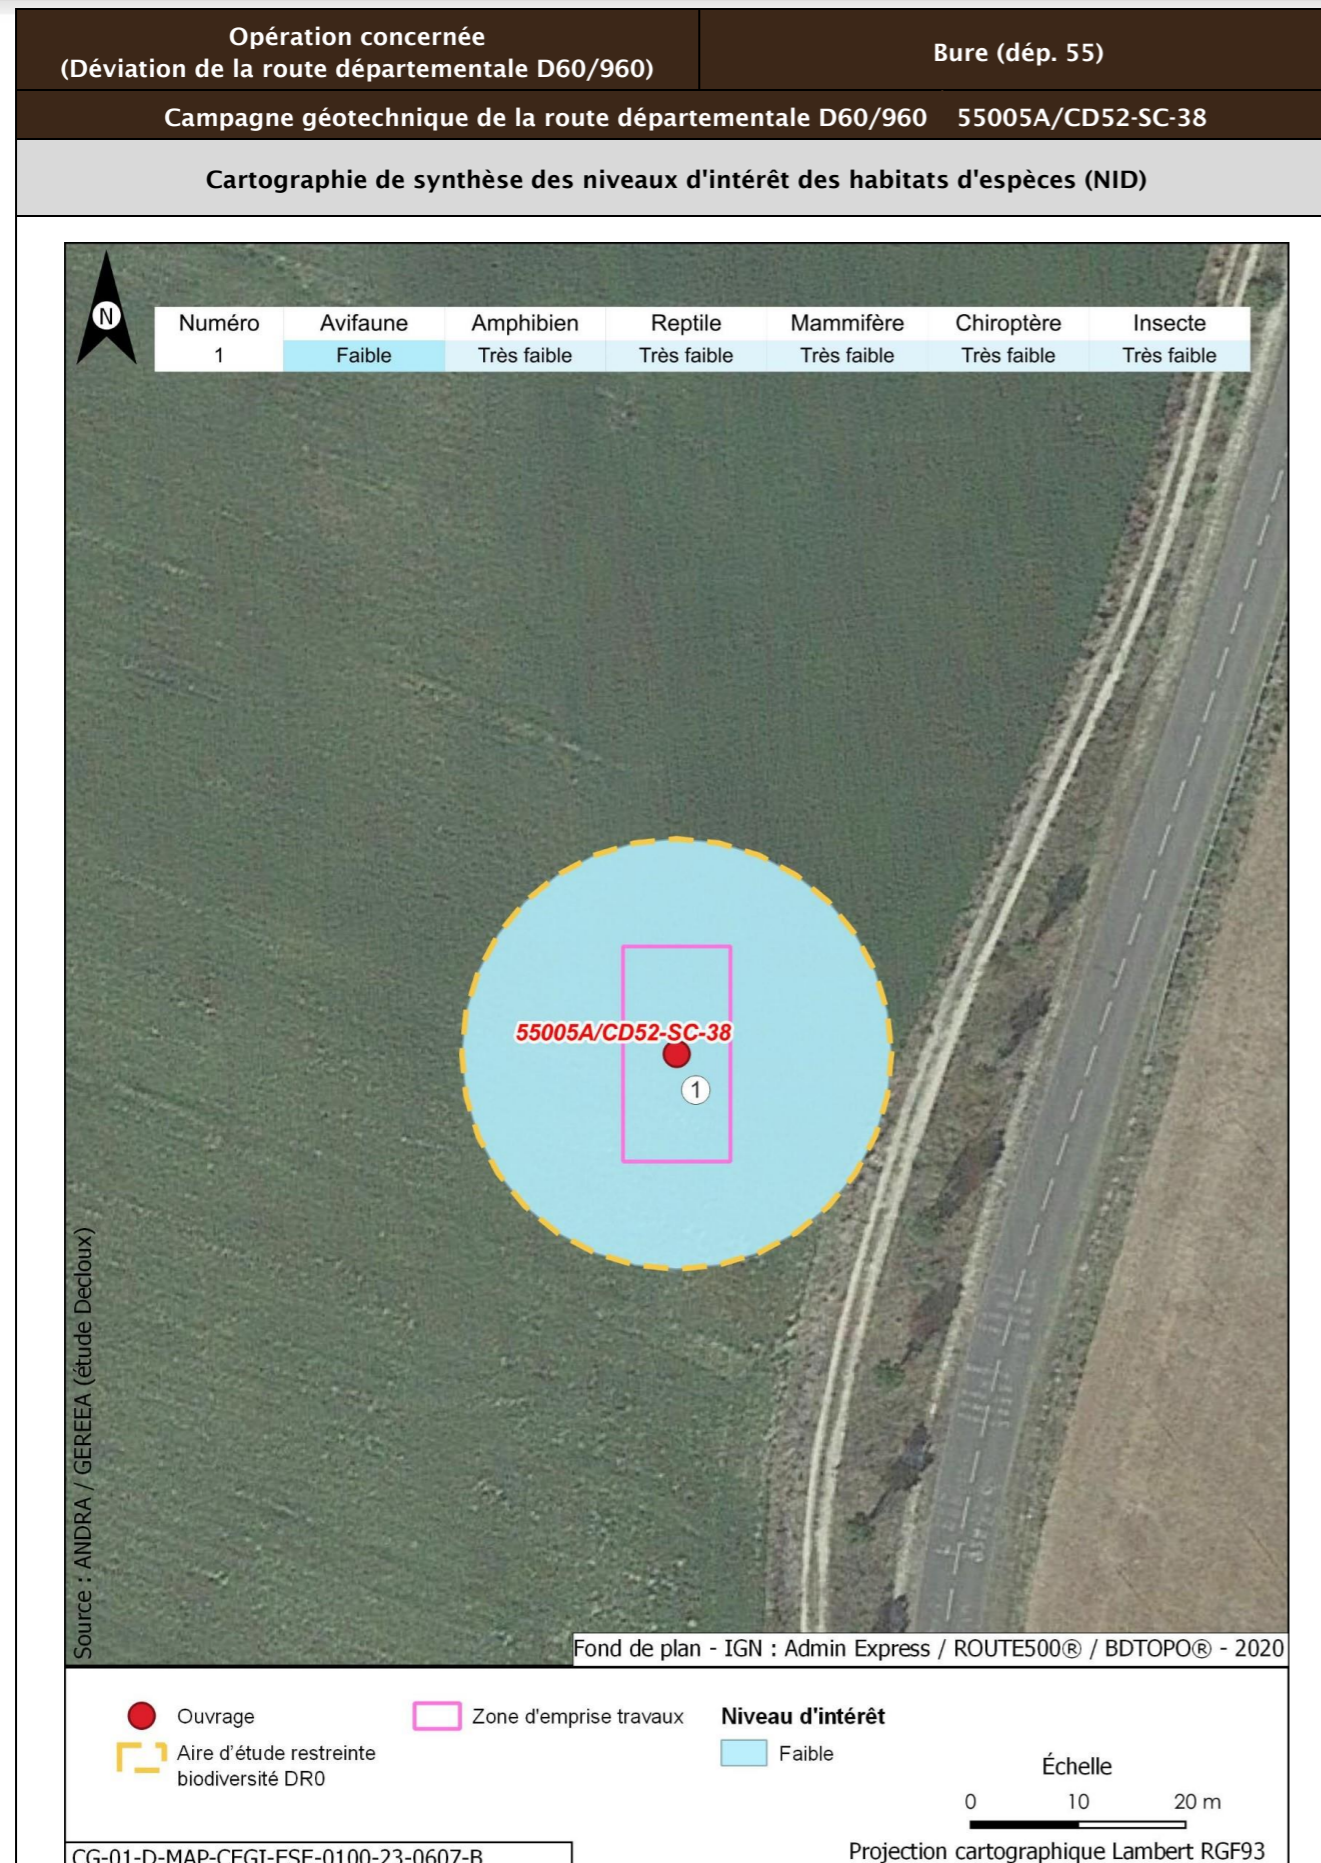 Opération concernée
(Déviation de la route départementale D60/960)
Bure (dép. 55)
Campagne géotechnique de la route départementale D60/960 55005A/CD52-SC-38
Cartographie de synthèse des niveaux d'intérêt des habitats d'espèces (NID)
N
Numéro Avifaune Amphibien Reptile Mammifère Chiroptère Insecte
1 Faible Très faible Très faible Très faible Très faible Très faible
55005A/CD52-SC-38
1
Source : ANDRA / GEREEA (étude Decloux)
Fond de plan - IGN : Admin Express / ROUTE500® / BDTOPO® - 2020
Ouvrage
Aire d'étude restreinte
biodiversité DR0
Zone d'emprise travaux
Niveau d'intérêt
Faible
Échelle
0 10 20 m
Projection cartographique Lambert RGF93
CG-01-D-MAP-CEGI-ESE-0100-23-0607-B